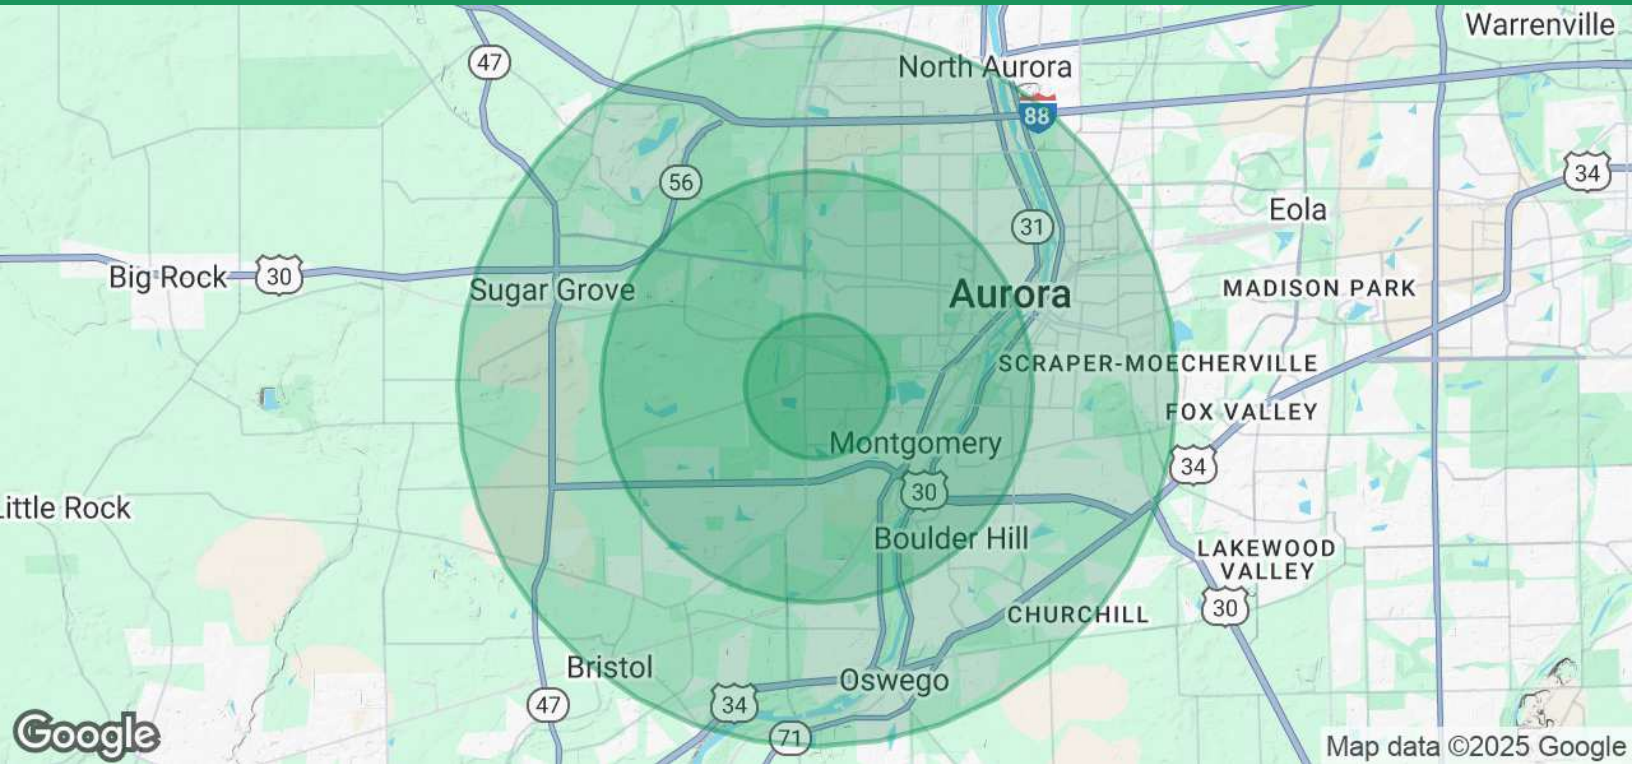 Warrenville
47
North Aurora
88
34
56
Eola
31
Big Rock
30
Sugar Grove
Aurora
MADISON PARK
SCRAPER-MOECHERVILLE
FOX VALLEY
Montgomery
34
30
Little Rock
Boulder Hill
LAKEWOOD
VALLEY
30
CHURCHILL
Bristol
Oswego
47
34
71
Google
Map data ©2025 Google